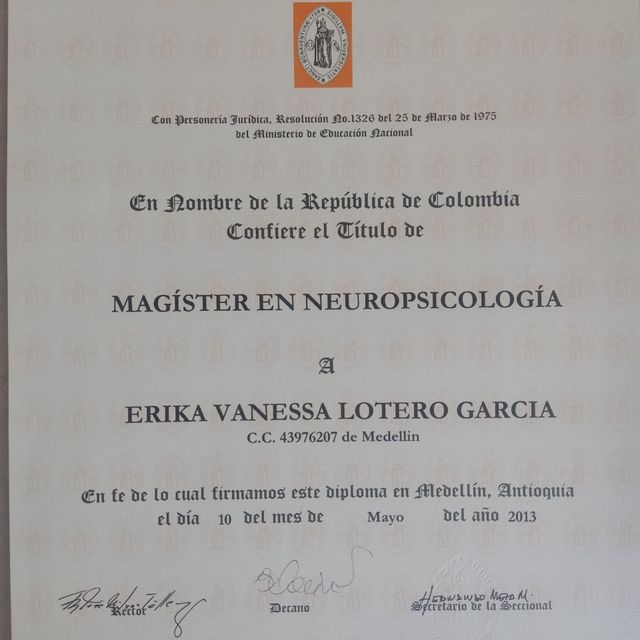 Con Personería Jurídica, Resolución No.1326 del 25 de Marzo de 1975
del Ministerio de Educación Nacional
En Nombre de la República de Colombia
Confiere el Título de
MAGÍSTER EN NEUROPSICOLOGÍA
A
ERIKA VANESSA LOTERO GARCIA
C.C. 43976207 de Medellin
En fe de lo cual firmamos este diploma en Medellín, Antioquia
el día 10 del mes de Mayo del año 2013
Rector Decano Secretario de la Seccional